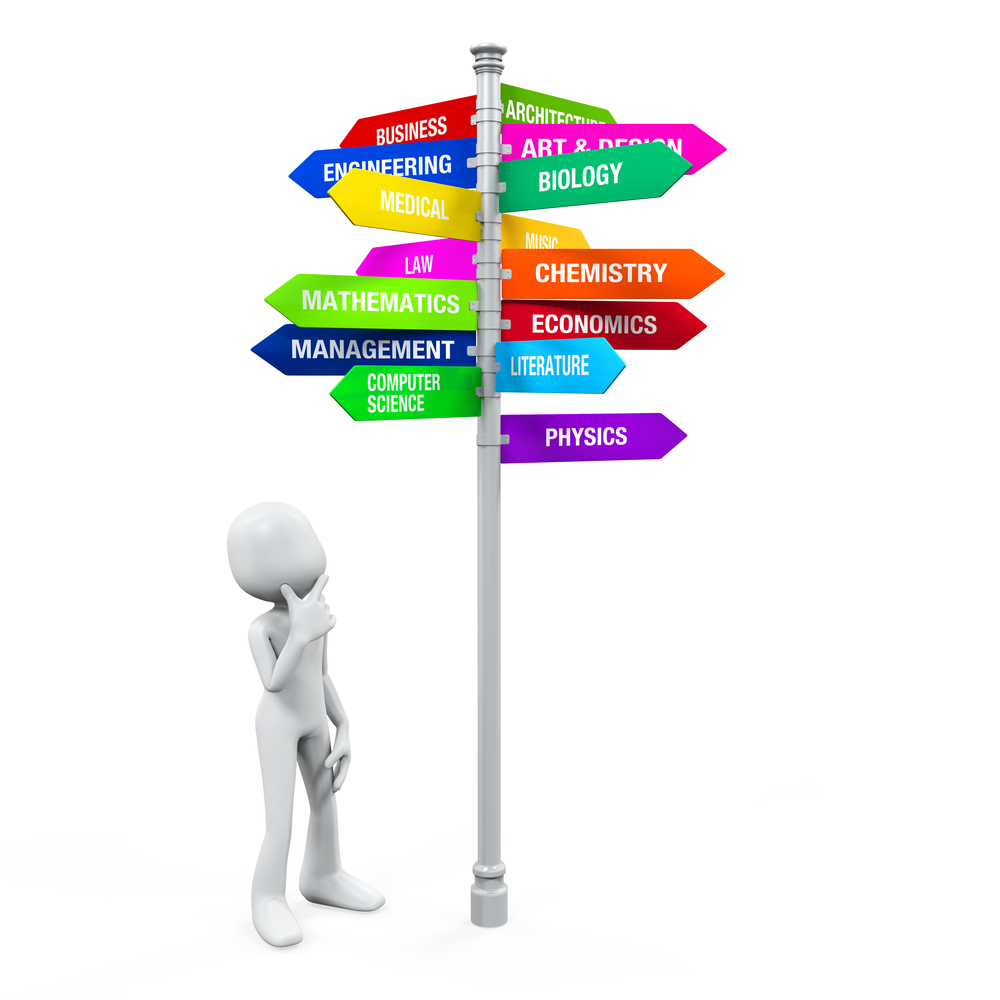 BUSINESS
ENGINEERING
MEDICAL
LAW
MATHEMATICS
MANAGEMENT
COMPUTER
SCIENCE
ARCHITECTURE
ART & DESIGN
BIOLOGY
MUSIC
CHEMISTRY
ECONOMICS
LITERATURE
PHYSICS